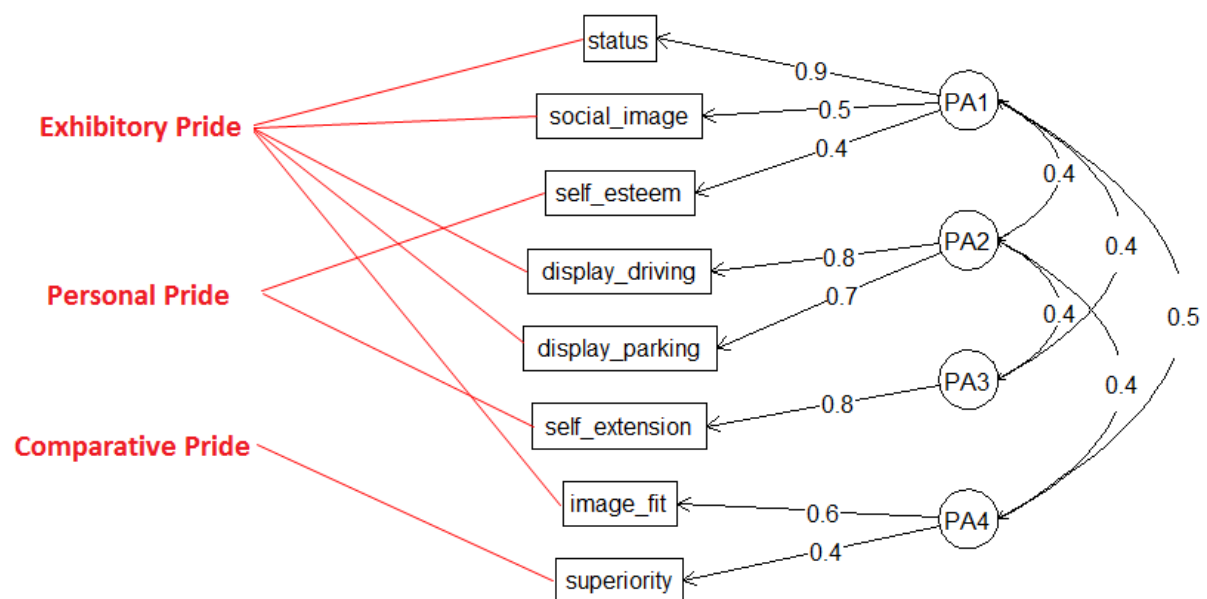 status
0.9
PA1
Exhibitory Pride
social_image
0.5
0.4
self_esteem
0.4
PA2
0.4
display_driving
0.8
Personal Pride
0.7
0.4
0.5
display_parking
PA3
0.4
0.8
self_extension
Comparative Pride
image_fit
0.6
PA4
0.4
superiority